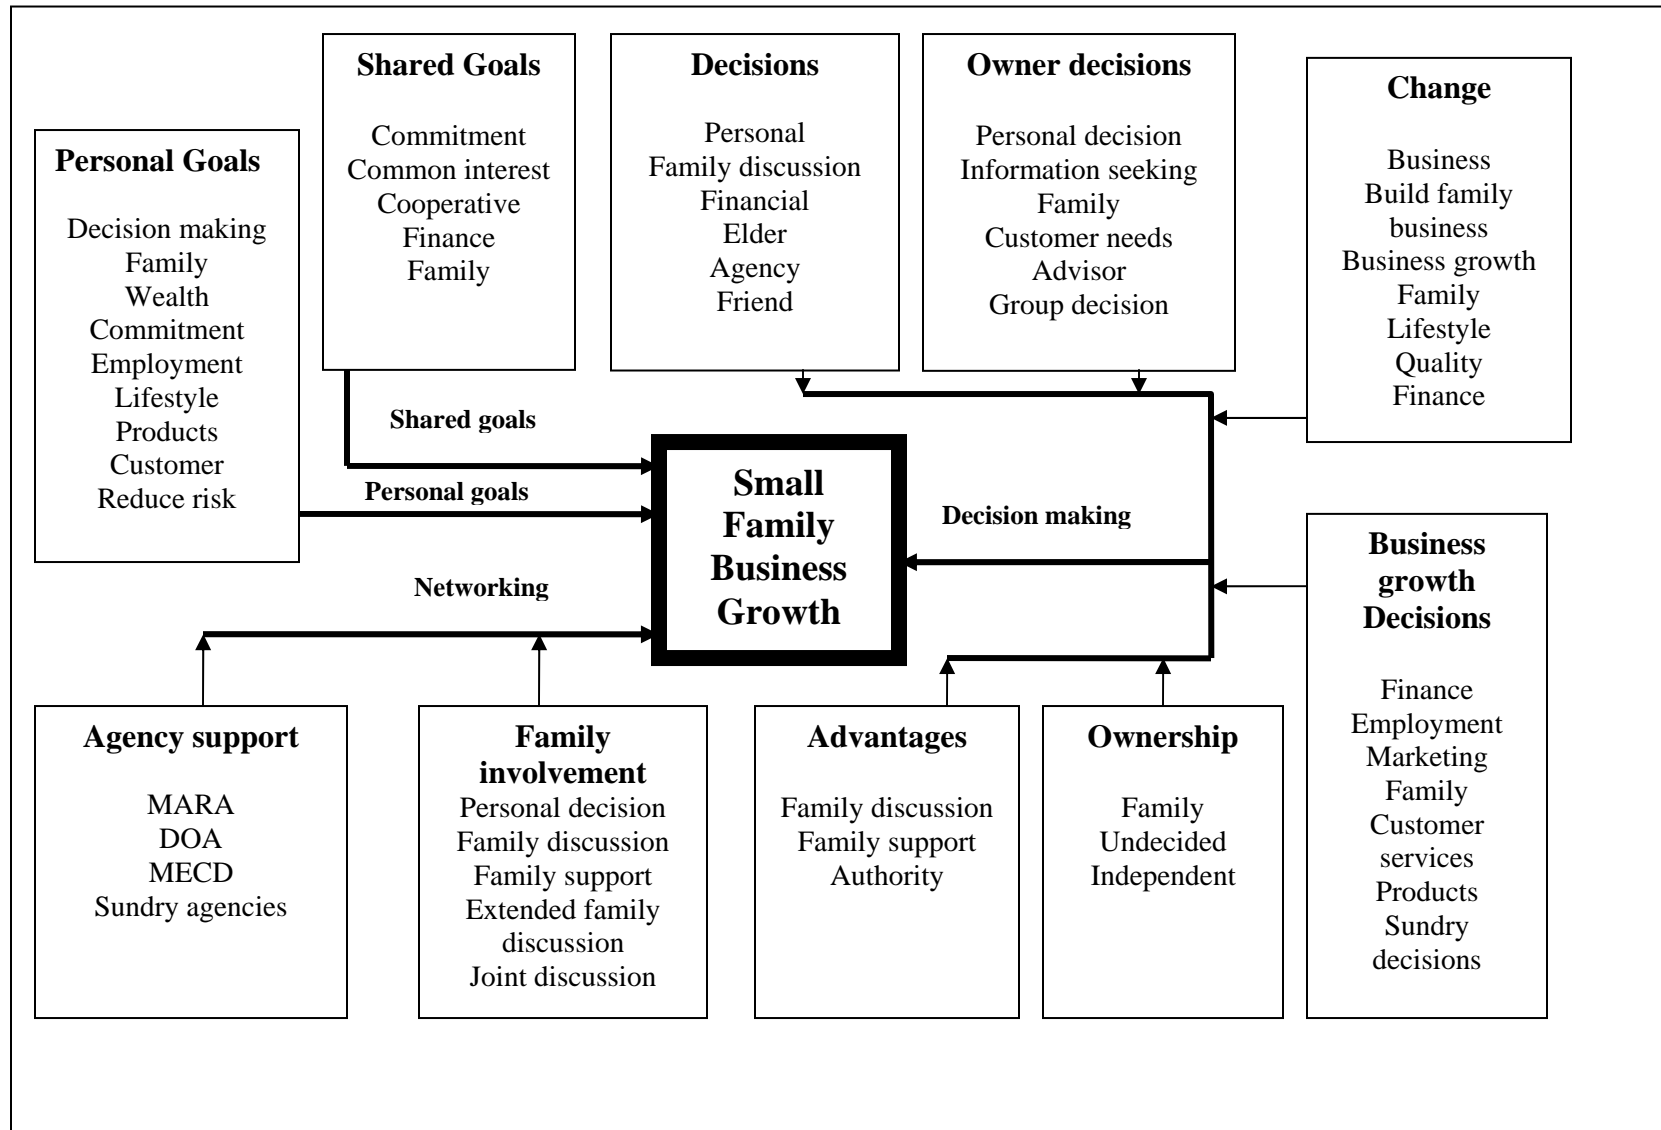 Shared Goals
Commitment
Common interest
Cooperative
Finance
Family
Decisions
Personal
Family discussion
Financial
Elder
Agency
Friend
Owner decisions
Personal decision
Information seeking
Family
Customer needs
Advisor
Group decision
Change
Business
Build family
business
Business growth
Family
Lifestyle
Quality
Finance
Personal Goals
Decision making
Family
Wealth
Commitment
Employment
Lifestyle
Products
Customer
Reduce risk
Shared goals
Personal goals
Networking
Small
Family
Business
Growth
Decision making
Business
growth
Decisions
Finance
Employment
Marketing
Family
Customer
services
Products
Sundry
decisions
Agency support
MARA
DOA
MECD
Sundry agencies
Family
involvement
Personal decision
Family discussion
Family support
Extended family
discussion
Joint discussion
Advantages
Family discussion
Family support
Authority
Ownership
Family
Undecided
Independent